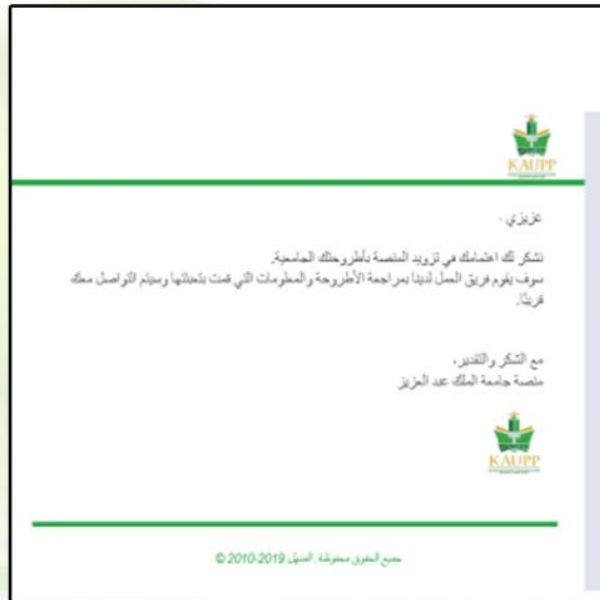 KAUPP
عزيزي .
نشكر لك اهتمامك في تزويد المنصة بأطروحتك الجامعية.
سوف يقوم فريق العمل لدينا بمراجعة الأطروحة والمعلومات التي قمت بتعبئتها وسيتم التواصل معك
قريبًا.
مع الشكر والتقدير،
منصة جامعة الملك عبد العزيز
KAUPP
جميع الحقوق محفوظة, المنهل 2019-2010 ©